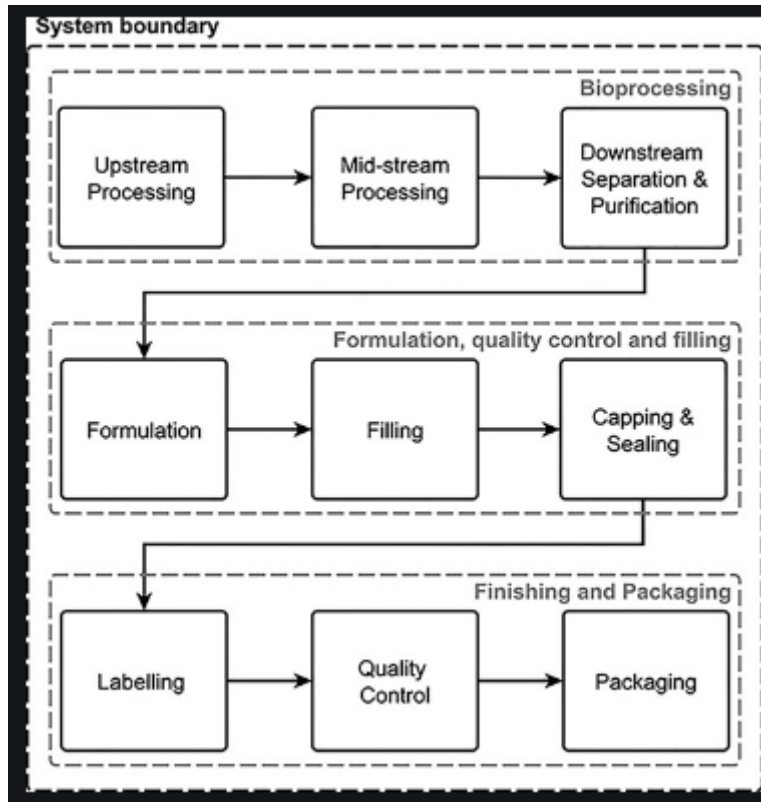 System boundary
Bioprocessing
Upstream
Processing
Mid-stream
Processing
Downstream
Separation &
Purification
Formulation, quality control and filling
Formulation
Filling
Capping &
Sealing
Finishing and Packaging
Labelling
Quality
Control
Packaging